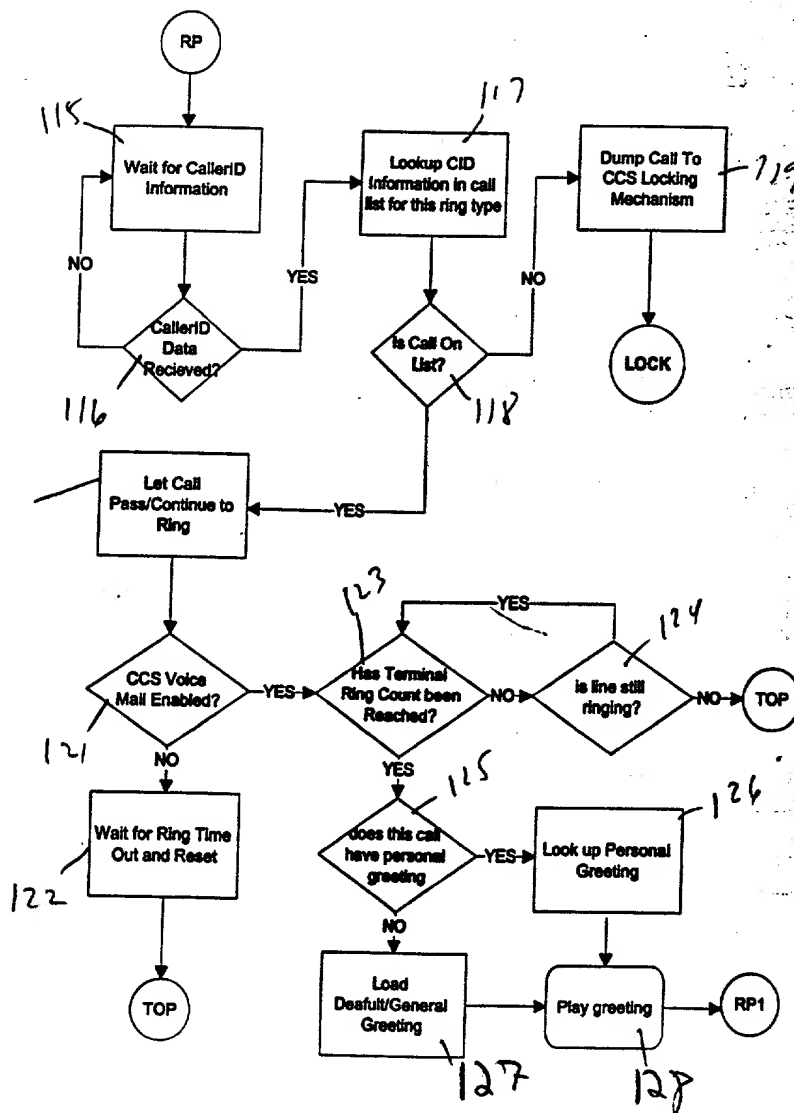 RP
115
117
Wait for CallerID
Information
Lookup CID
Information in call
list for this ring type
Dump Call To
CCS Locking
Mechanism
119
NO
YES
NO
CallerID
Data
Recieved?
Is Call On
List?
LOCK
116
118
Let Call
Pass/Continue to
Ring
YES
123
YES
124
CCS Voice
Mail Enabled?
YES
Has Terminal
Ring Count been
Reached?
NO
is line still
ringing?
NO
TOP
121
NO
YES
125
126
Wait for Ring Time
Out and Reset
does this call
have personal
greeting
YES
Look up Personal
Greeting
122
NO
TOP
Load
Deafult/General
Greeting
Play greeting
RP1
127
128